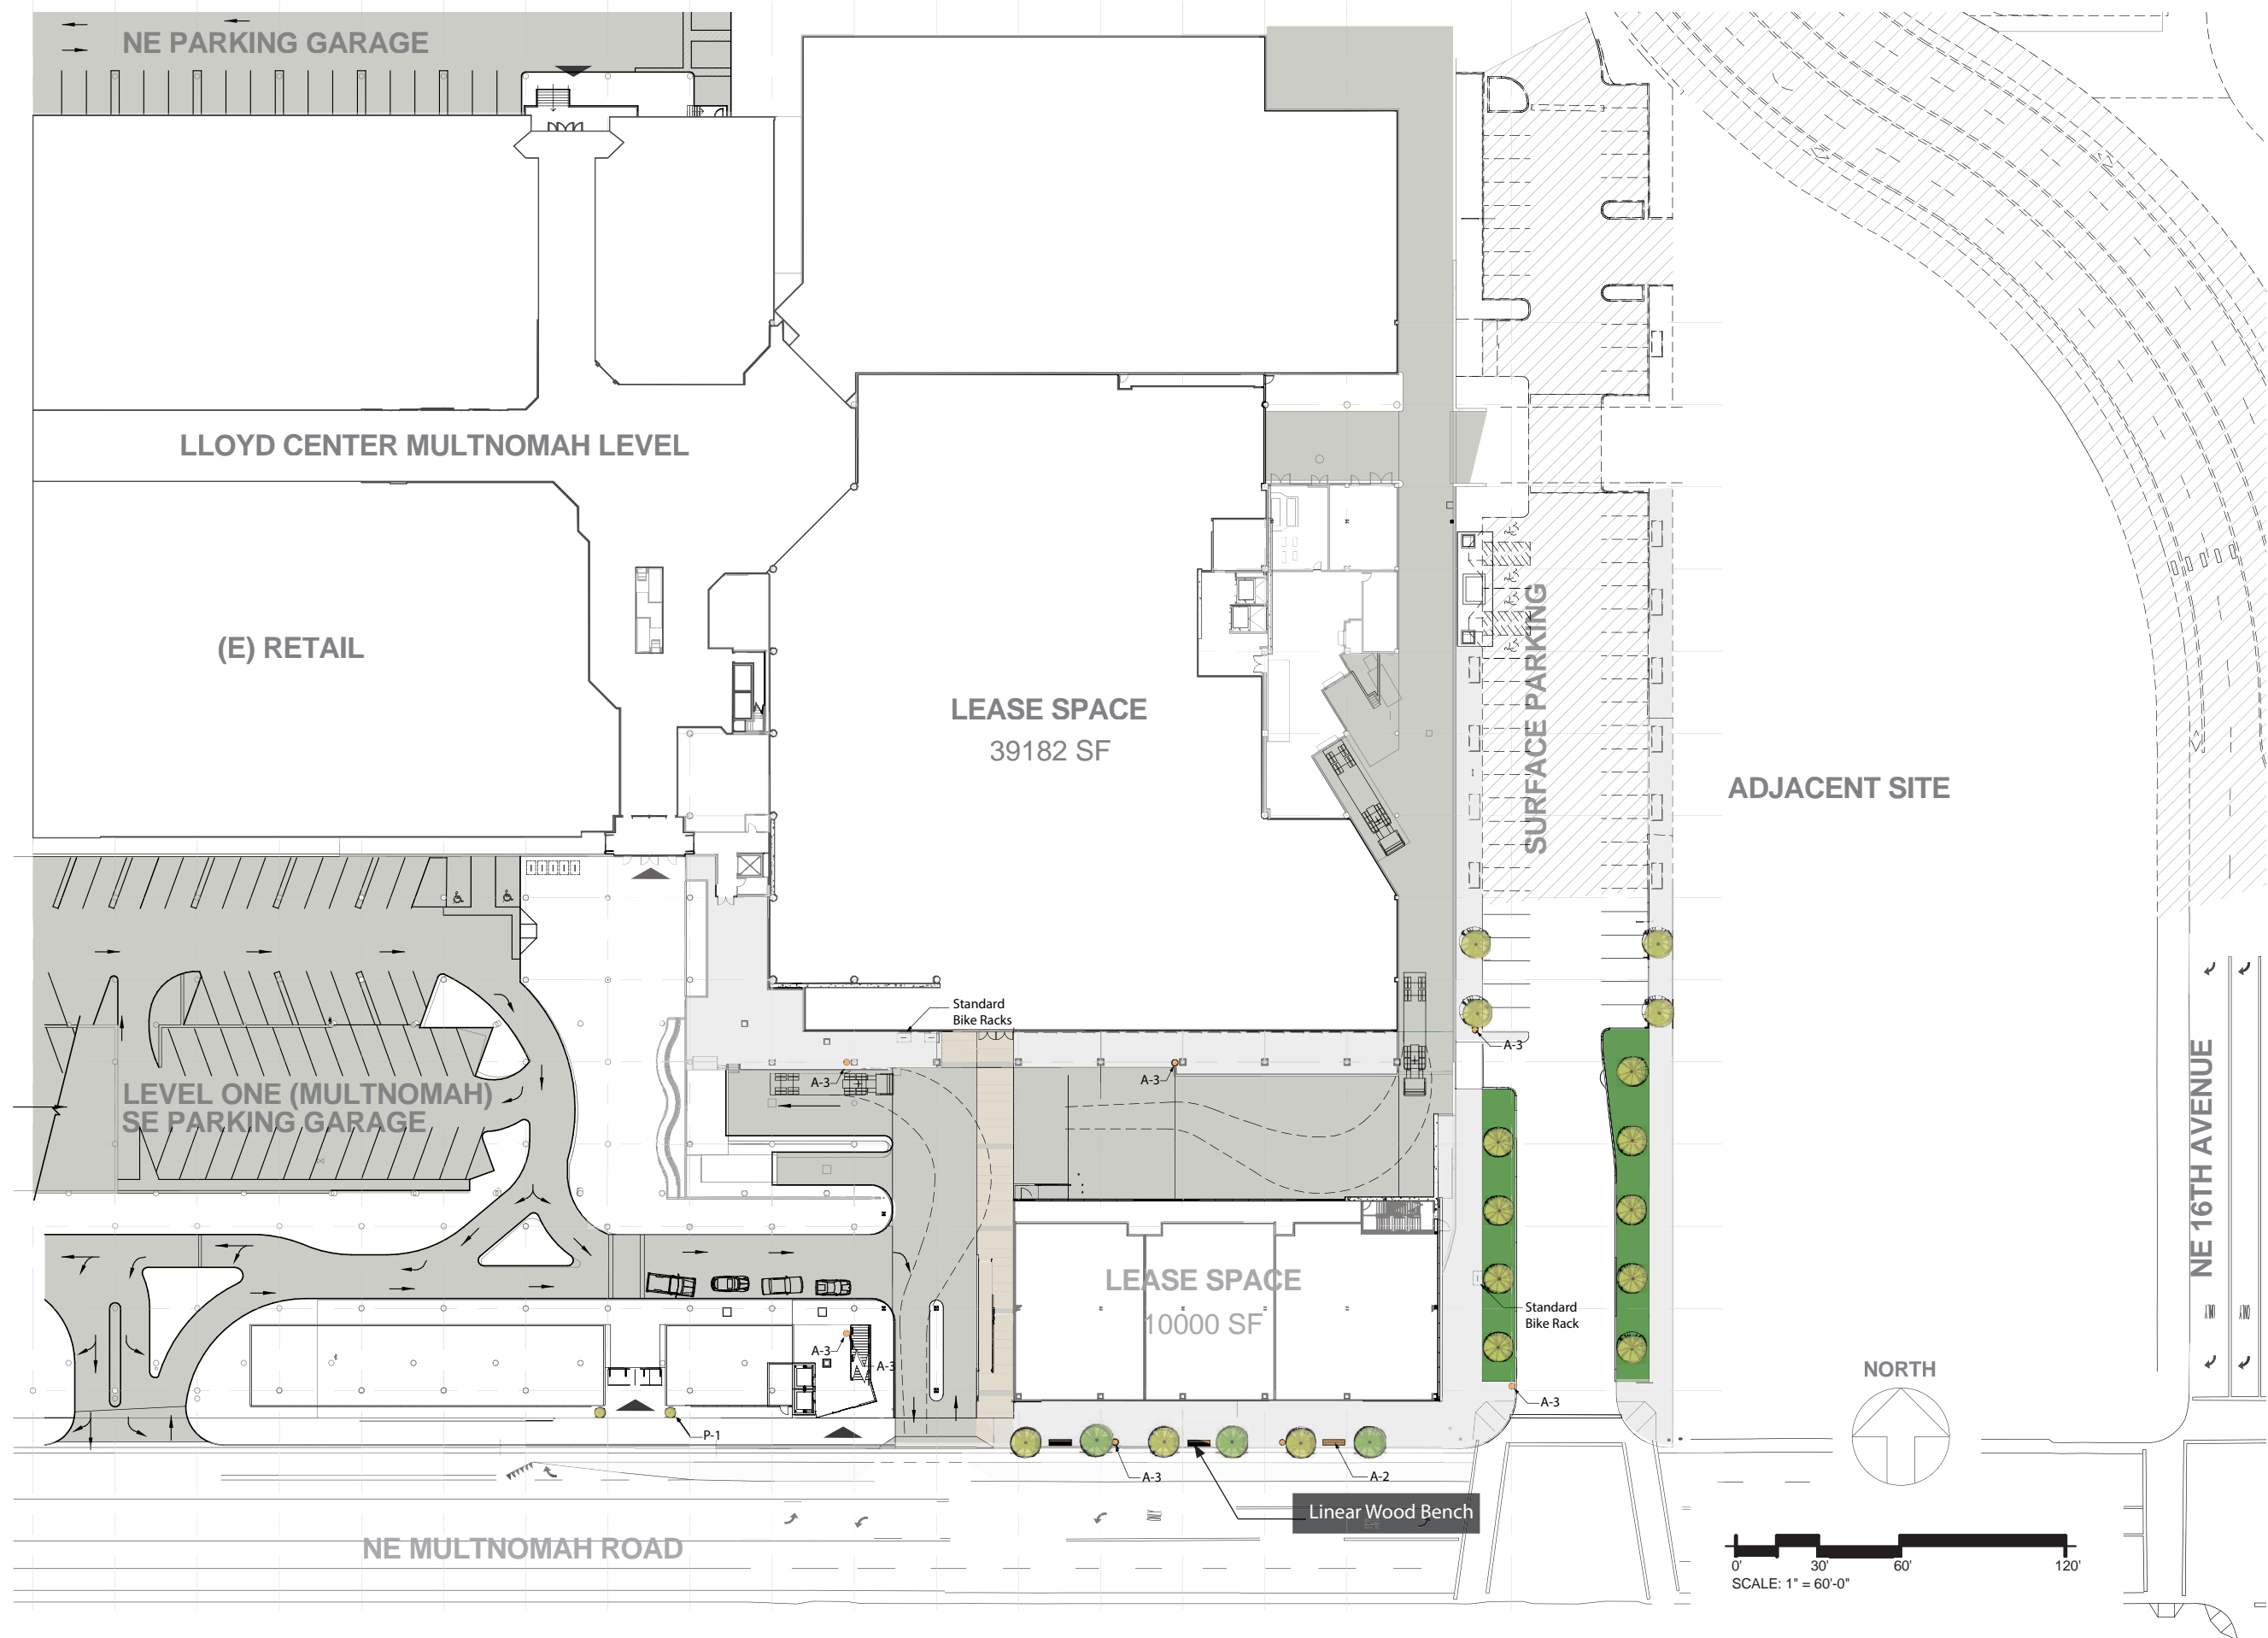 NE PARKING GARAGE
LLOYD CENTER MULTNOMAH LEVEL
(E) RETAIL
LEASE SPACE
39182 SF
SURFACE PARKING
ADJACENT SITE
Standard
Bike Racks
A-3
A-3
A-3
LEVEL ONE (MULTNOMAH)
SE PARKING GARAGE
NE 16TH AVENUE
LEASE SPACE
10000 SF
Standard
Bike Rack
A-3
A-3
NORTH
A-3
P-1
A-3
A-2
Linear Wood Bench
NE MULTNOMAH ROAD
0'
30'
60'
120'
SCALE: 1" = 60'-0"